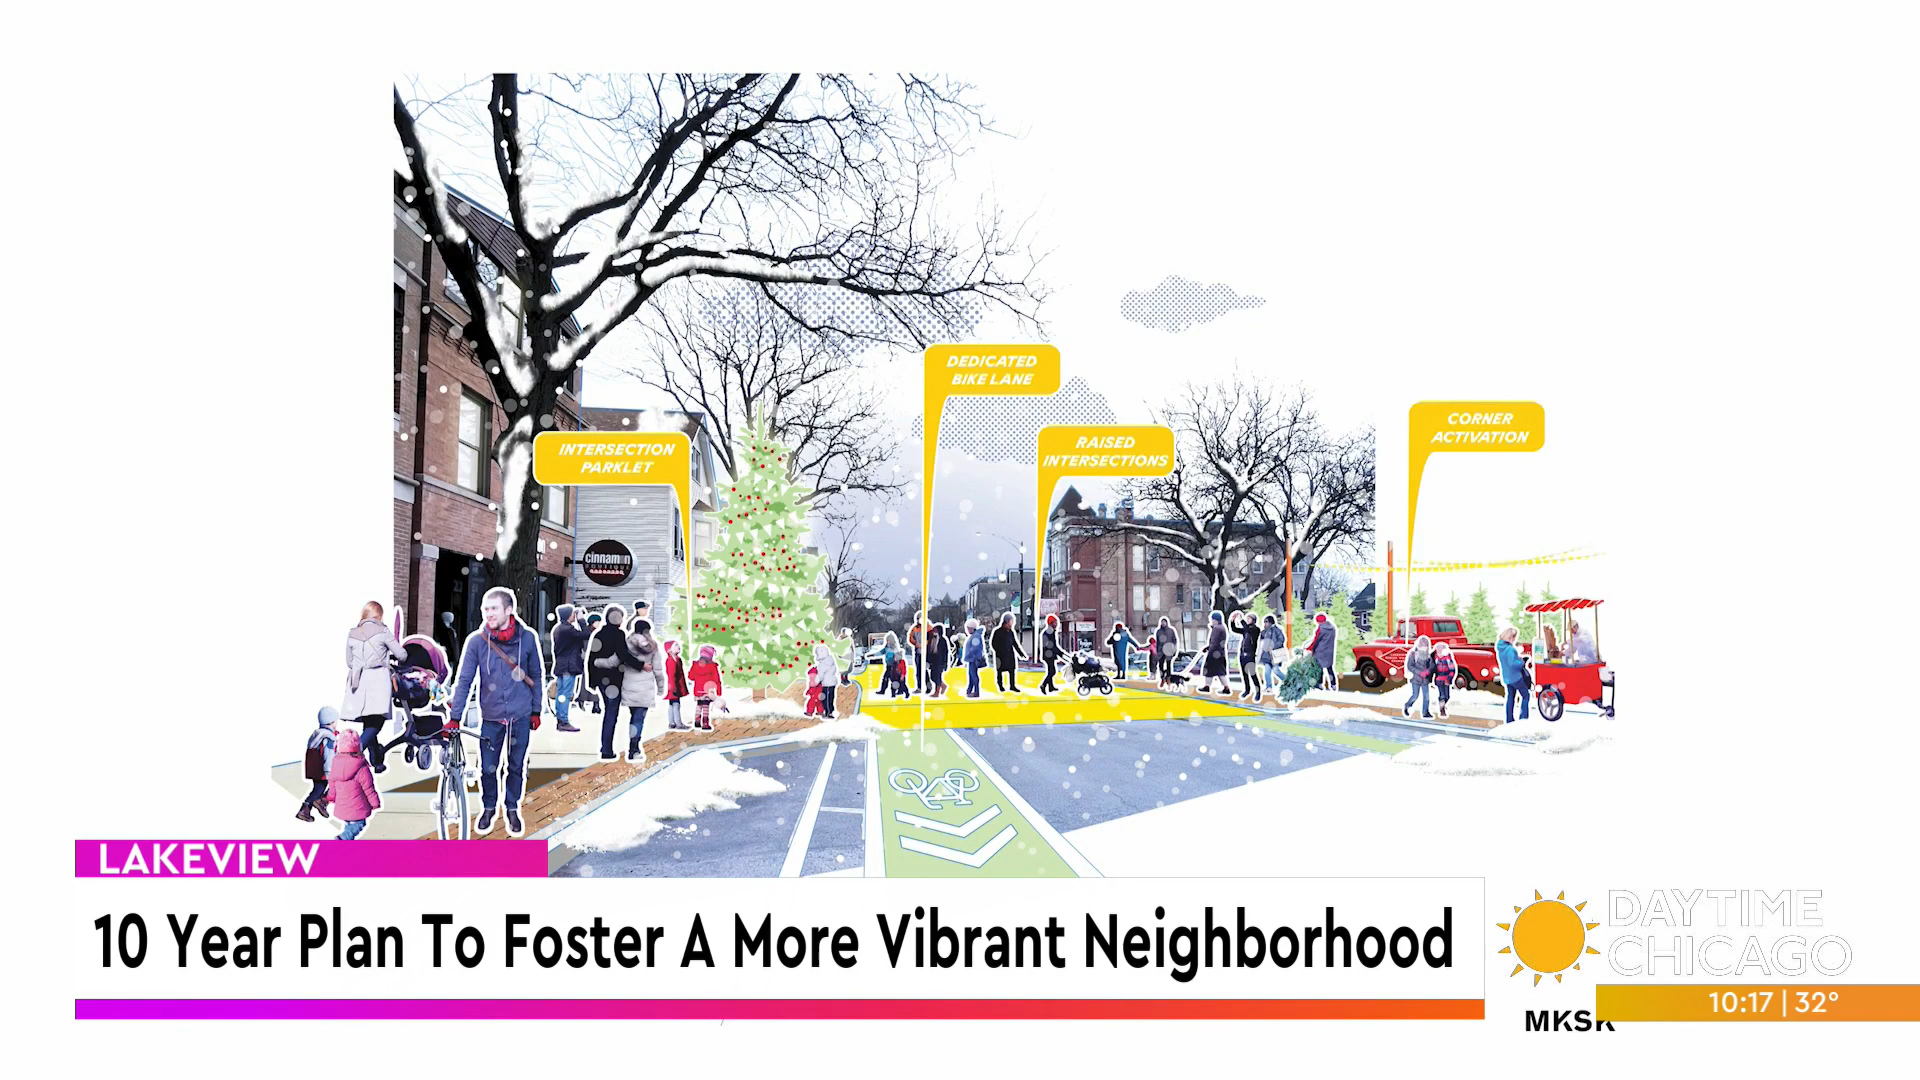 DEDICATED
BIKE LANE
CORNER
ACTIVATION
RAISED
INTERSECTIONS
INTERSECTION
PARKLET
cinnamon
BOUTIQUE
LAKEVIEW
10 Year Plan To Foster A More Vibrant Neighborhood
DAYTIME
CHICAGO
10:17 | 32°
MKSK